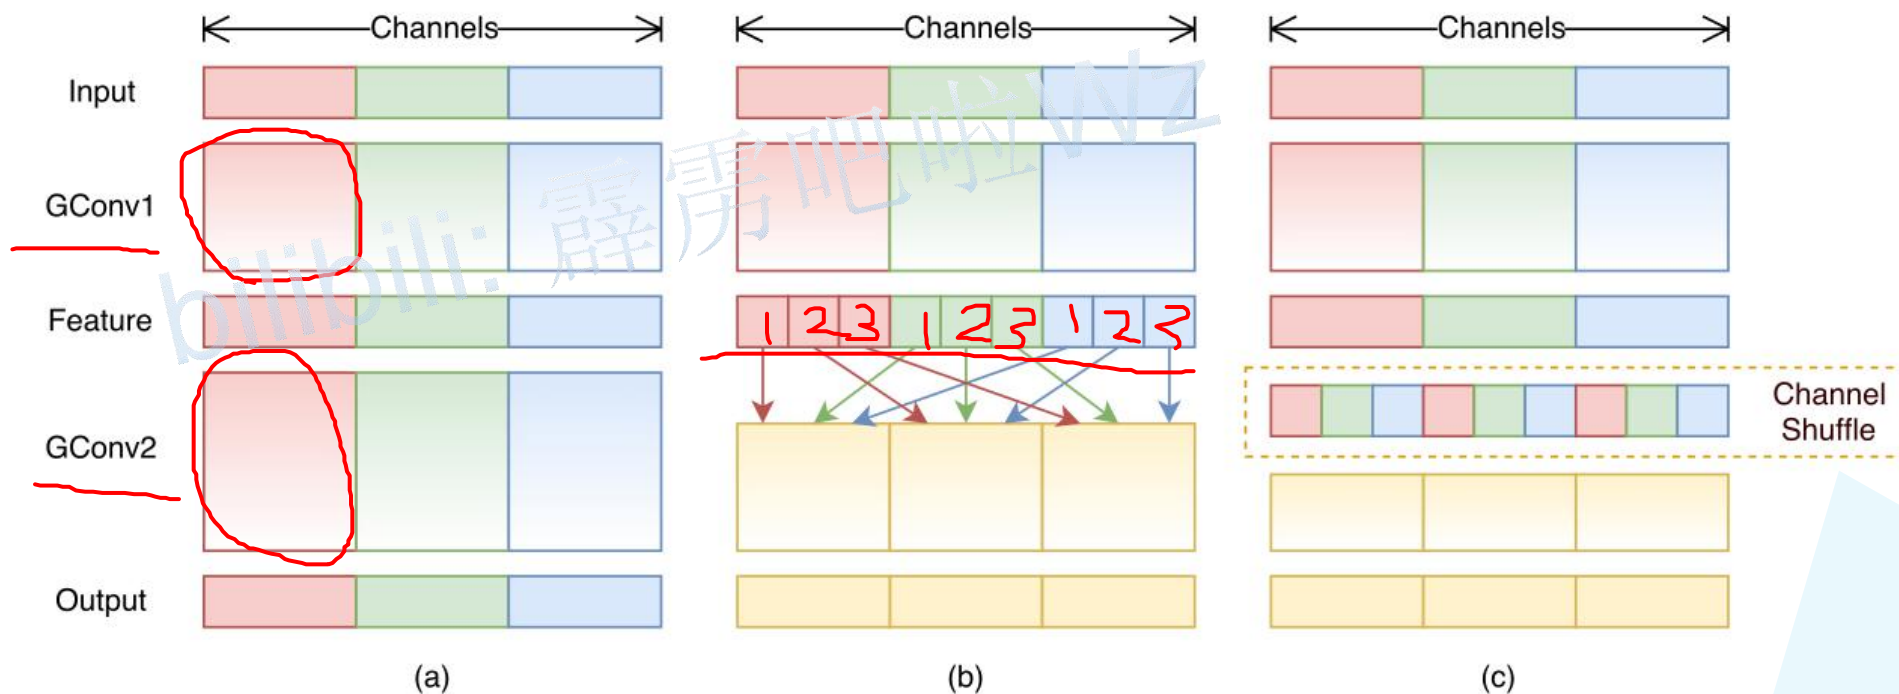 Channels Channels Channels
Input
GConv1
bilibili: 霹雳吧啦Wz
Feature
1 2 3 1 2 3 1 2 3
Channel
Shuffle
GConv2
Output
(a) (b) (c)